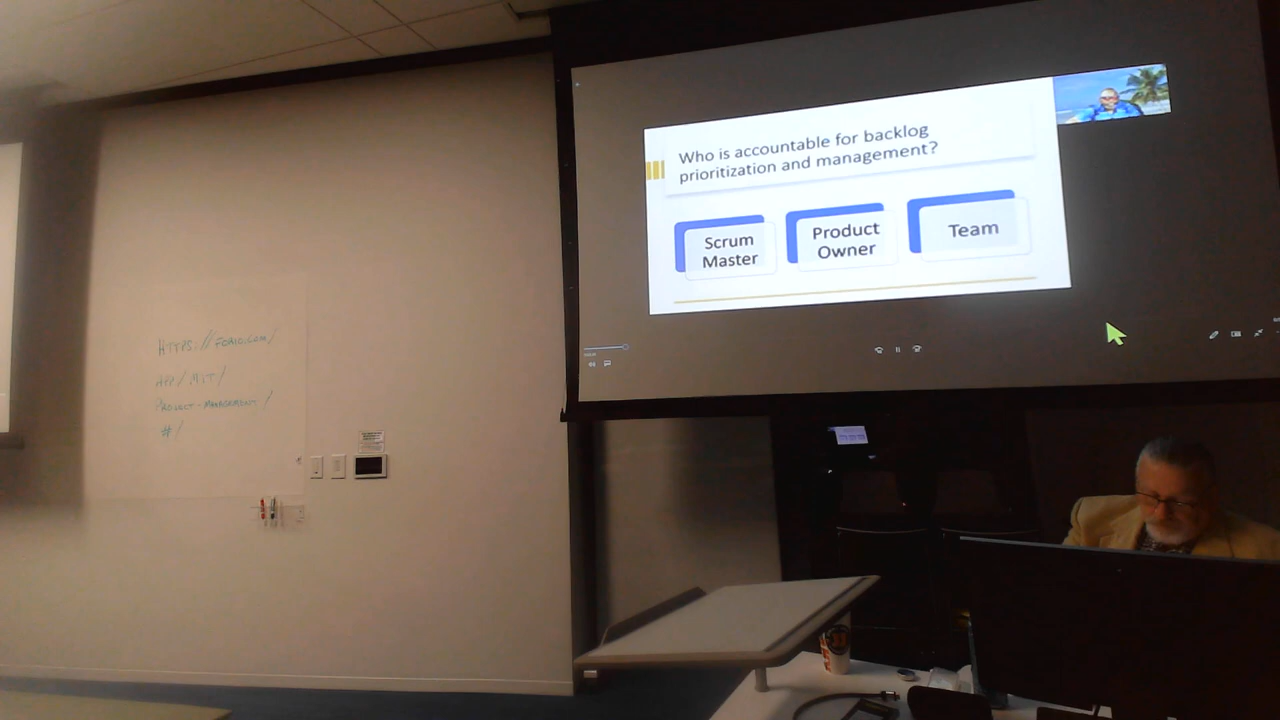 HTTPS://FORIO.COM/
APP/MIT/
PRODUCT-MANAGEMENT/
#/
Who is accountable for backlog
prioritization and management?
Scrum
Master
Product
Owner
Team